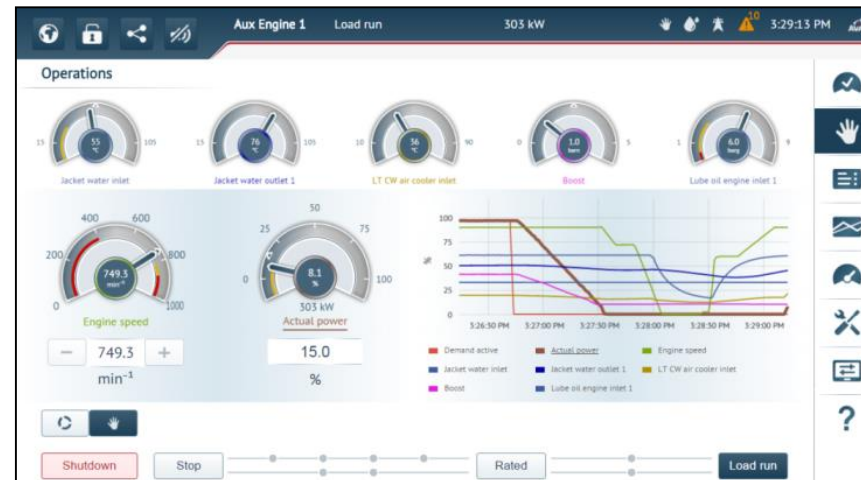 Aux Engine 1 Load run 303 kW 10 3:29:13 PM
Operations
15 55 °C 105
15 76 °C 105
10 36 °C 90
0 1.0 barn 5
1 6.0 barg 9
Jacket water inlet
Jacket water outlet 1
LT CW air cooler inlet
Boost
Lube oil engine inlet 1
0 200 400 600 800 1000
749.3
min⁻¹
Engine speed
− 749.3 +
min⁻¹
0 25 50 75 100
8.1
%
303 kW
Actual power
15.0
%
100
75
50
25
0
%
3:26:30 PM 3:27:00 PM 3:27:30 PM 3:28:00 PM 3:28:50 PM 3:29:00 PM
Demand active Actual power Engine speed
Jacket water inlet Jacket water outlet 1 LT CW air cooler inlet
Boost Lube oil engine inlet 1
?
Shutdown Stop Rated Load run